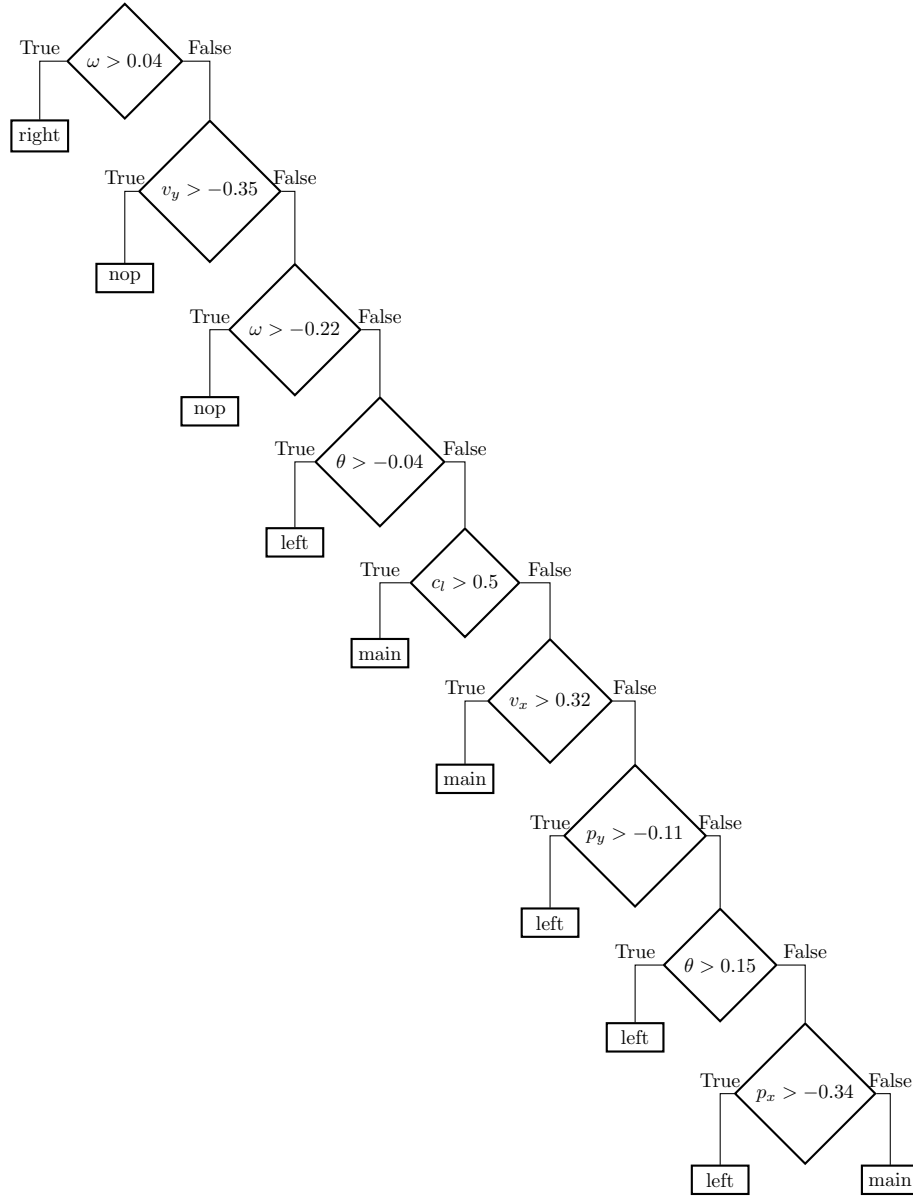 True
False
ω > 0.04
right
True
False
v_y > −0.35
nop
True
False
ω > −0.22
nop
True
False
θ > −0.04
left
True
False
c_l > 0.5
main
True
False
v_x > 0.32
main
True
False
p_y > −0.11
left
True
False
θ > 0.15
left
True
False
p_x > −0.34
left
main